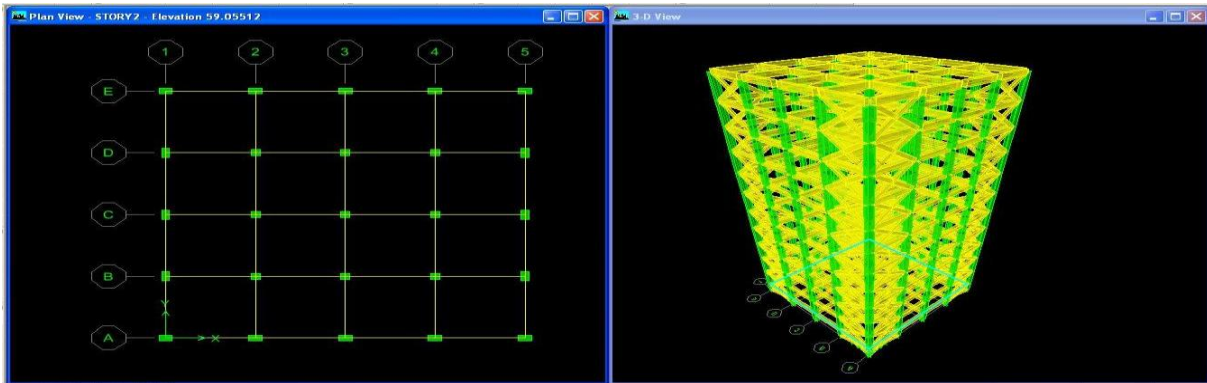 Plan View - STORY2 - Elevation 59.05512
1 2 3 4 5
E
D
C
B
Y
A
X
3-D View